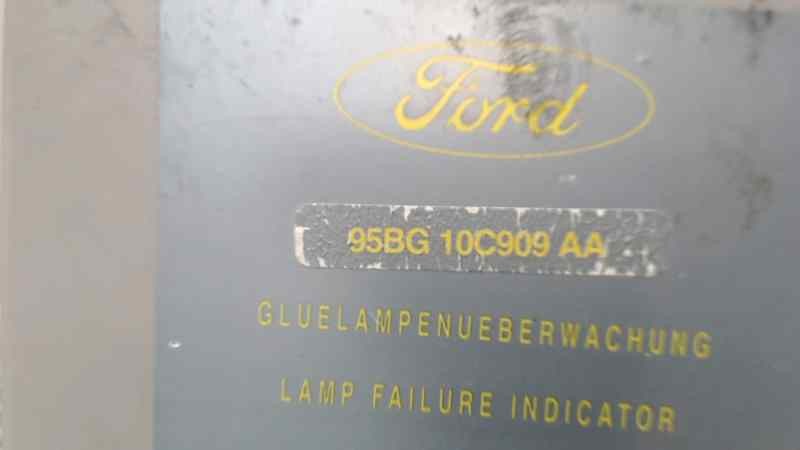 Ford
95BG 10C909 AA
GLUELAMPENUEBERWACHUNG
LAMP FAILURE INDICATOR